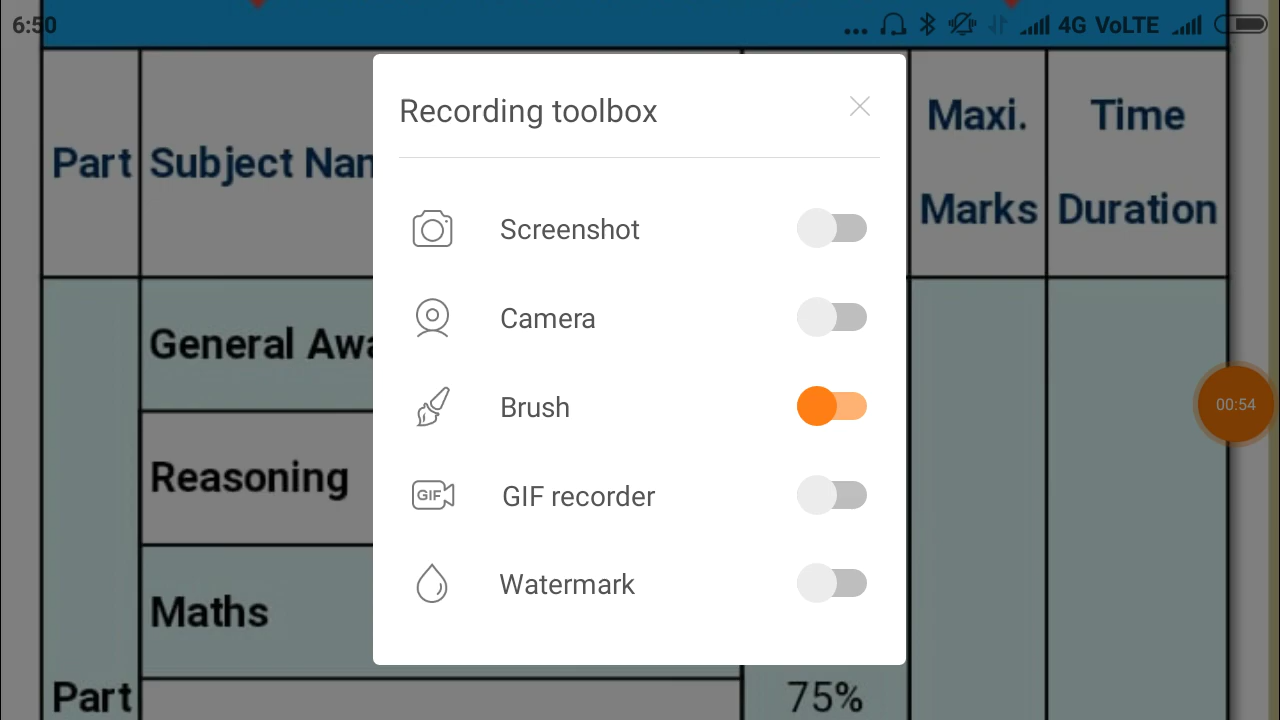 6:50
... 4G VoLTE
Recording toolbox
Screenshot
Camera
Brush
GIF
GIF recorder
Watermark
Part
Subject Nan
Maxi.
Marks
Time
Duration
General Awa
Reasoning
Maths
Part
75%
00:54